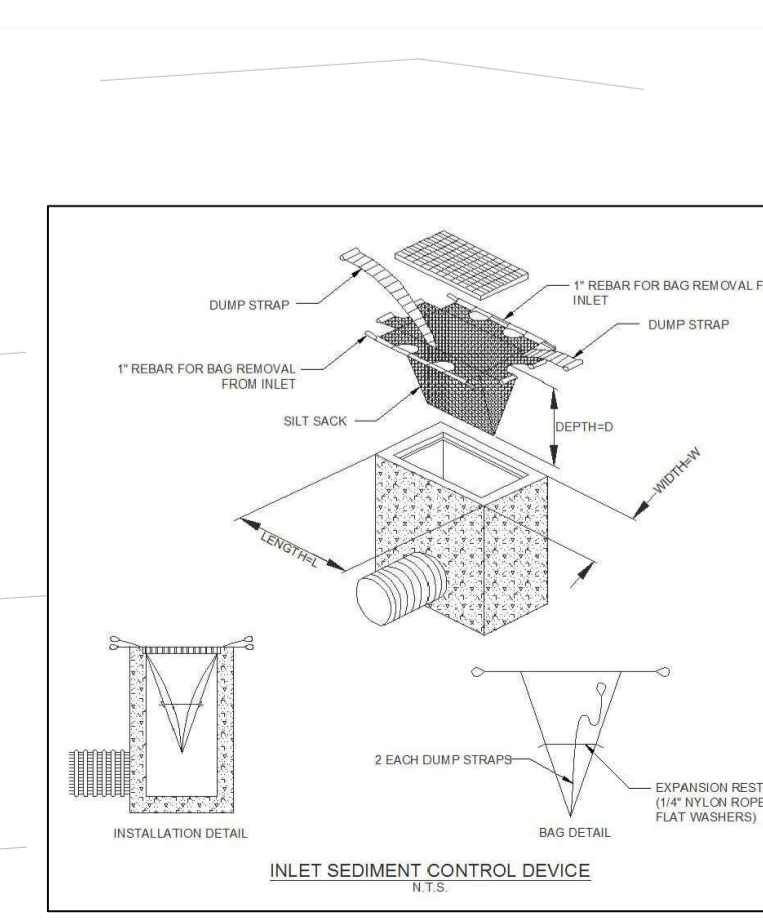 DUMP STRAP
1" REBAR FOR BAG REMOVAL F
INLET
DUMP STRAP
1" REBAR FOR BAG REMOVAL
FROM INLET
SILT SACK
DEPTH=D
WIDTH=W
LENGTH=L
2 EACH DUMP STRAPS
EXPANSION REST
(1/4" NYLON ROPE
FLAT WASHERS)
INSTALLATION DETAIL
BAG DETAIL
INLET SEDIMENT CONTROL DEVICE
N.T.S.